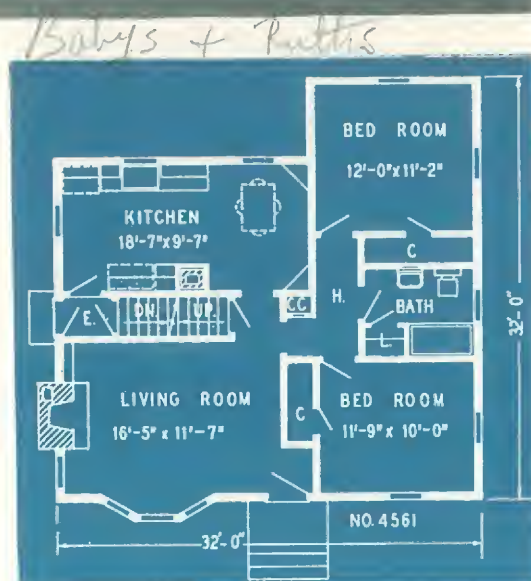 Babys + Ruths
BED ROOM
12'-0"x11'-2"
KITCHEN
18'-7"x9'-7"
C
DN. UP.
E.
CC
H.
BATH
L.
32'-0"
LIVING ROOM
16'-5" x 11'-7"
C
BED ROOM
11'-9" x 10'-0"
NO. 4561
32'-0"